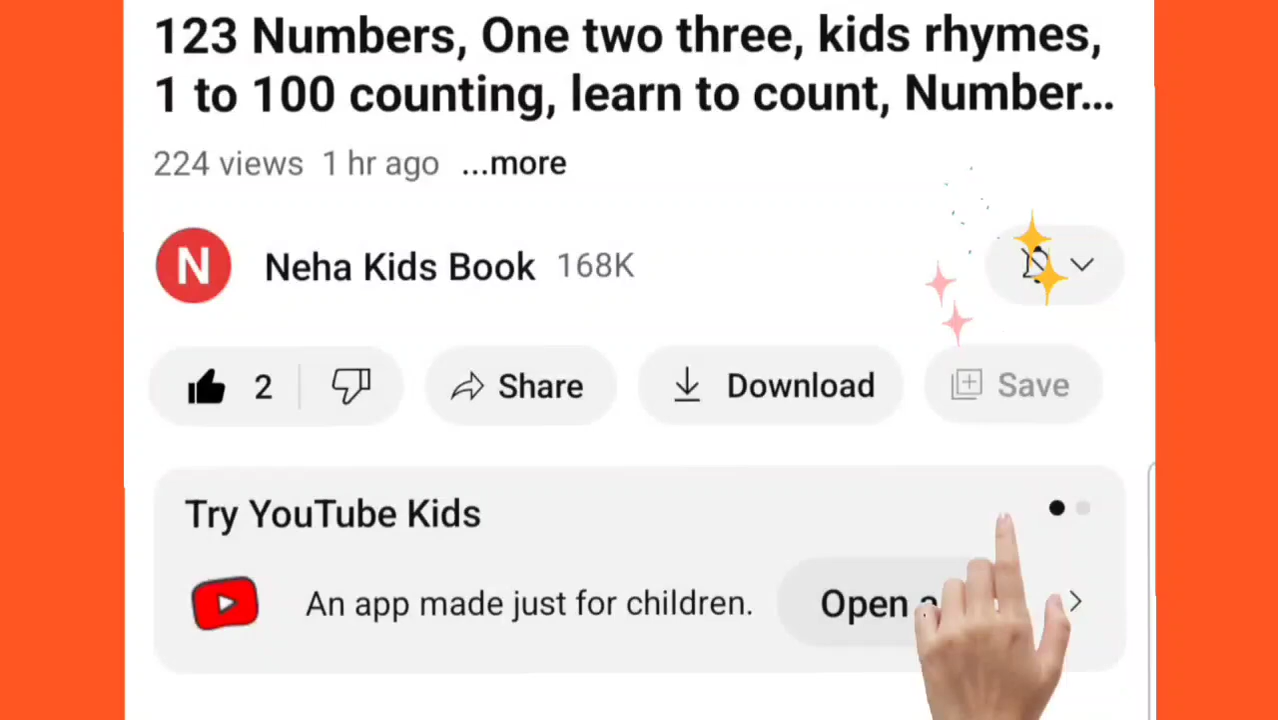 123 Numbers, One two three, kids rhymes,
1 to 100 counting, learn to count, Number...
224 views 1 hr ago ...more
N Neha Kids Book 168K
2 Share Download Save
Try YouTube Kids
An app made just for children. Open